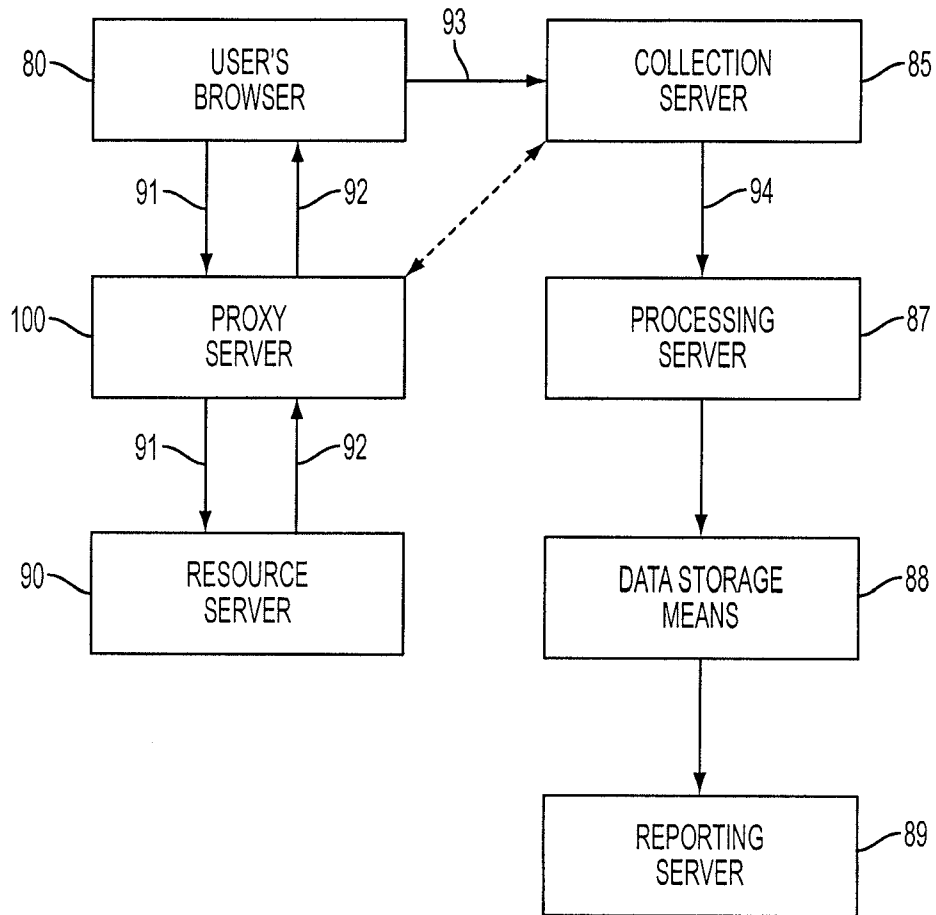 93
80
USER'S
BROWSER
COLLECTION
SERVER
85
91
92
94
100
PROXY
SERVER
PROCESSING
SERVER
87
91
92
90
RESOURCE
SERVER
DATA STORAGE
MEANS
88
REPORTING
SERVER
89